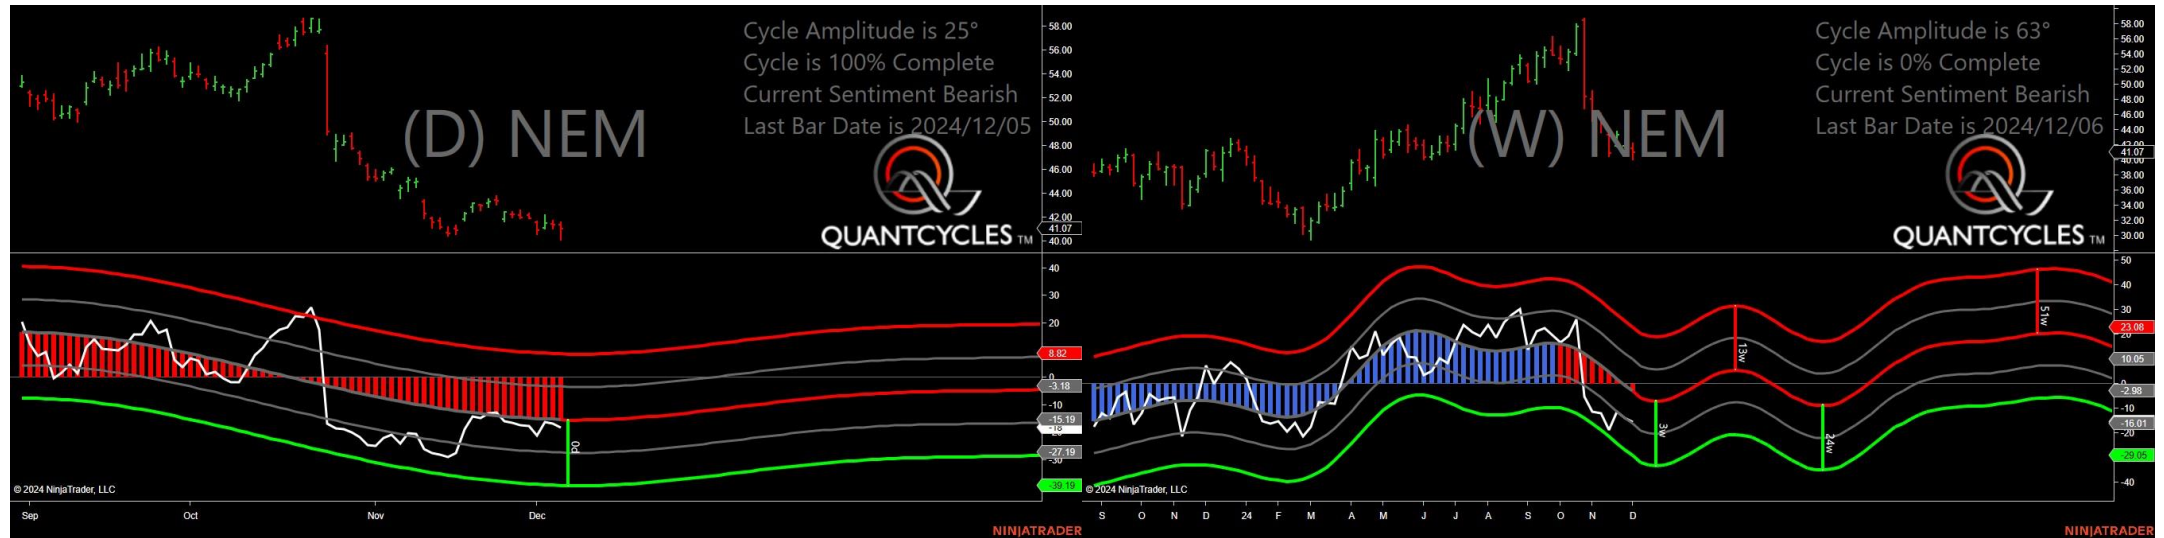 Cycle Amplitude is 25°
Cycle is 100% Complete
Current Sentiment Bearish
Last Bar Date is 2024/12/05
(D) NEM
QUANTCYCLES TM
58.00
56.00
54.00
52.00
50.00
48.00
46.00
44.00
42.00
41.07
40.00
40
30
20
8.82
0
-3.18
-10
-15.19
-18
-27.19
-30
-39.19
0d
© 2024 NinjaTrader, LLC
Sep Oct Nov Dec
NINJATRADER
Cycle Amplitude is 63°
Cycle is 0% Complete
Current Sentiment Bearish
Last Bar Date is 2024/12/06
(W) NEM
QUANTCYCLES TM
58.00
56.00
54.00
52.00
50.00
48.00
46.00
44.00
42.00
41.07
40.00
38.00
36.00
34.00
32.00
30.00
50
40
30
23.08
20
10.05
0
-2.98
-10
-16.01
-20
-29.05
-40
3w
13w
24w
51w
© 2024 NinjaTrader, LLC
S O N D 24 F M A M J J A S O N D
NINJATRADER